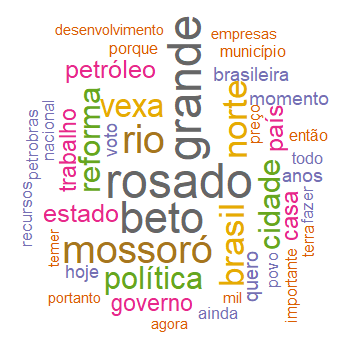 desenvolvimento
empresas
porque
município
petróleo
grande
brasileira
nacional
trabalho
reforma
vexa
norte
momento
petrobras
voto
rio
preço
país
então
recursos
rosado
todo
anos
estado
beto
cidade
casa
fazer
temer
mossoró
brasil
quero
povo
terra
hoje
política
importante
portanto
governo
ainda
mil
agora